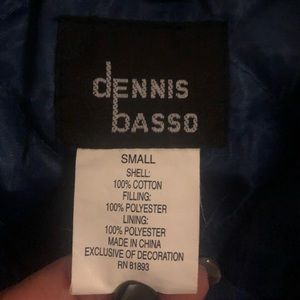 dENNIS
bASSO
SMALL
SHELL:
100% COTTON
FILLING:
100% POLYESTER
LINING:
100% POLYESTER
MADE IN CHINA
EXCLUSIVE OF DECORATION
RN 81893